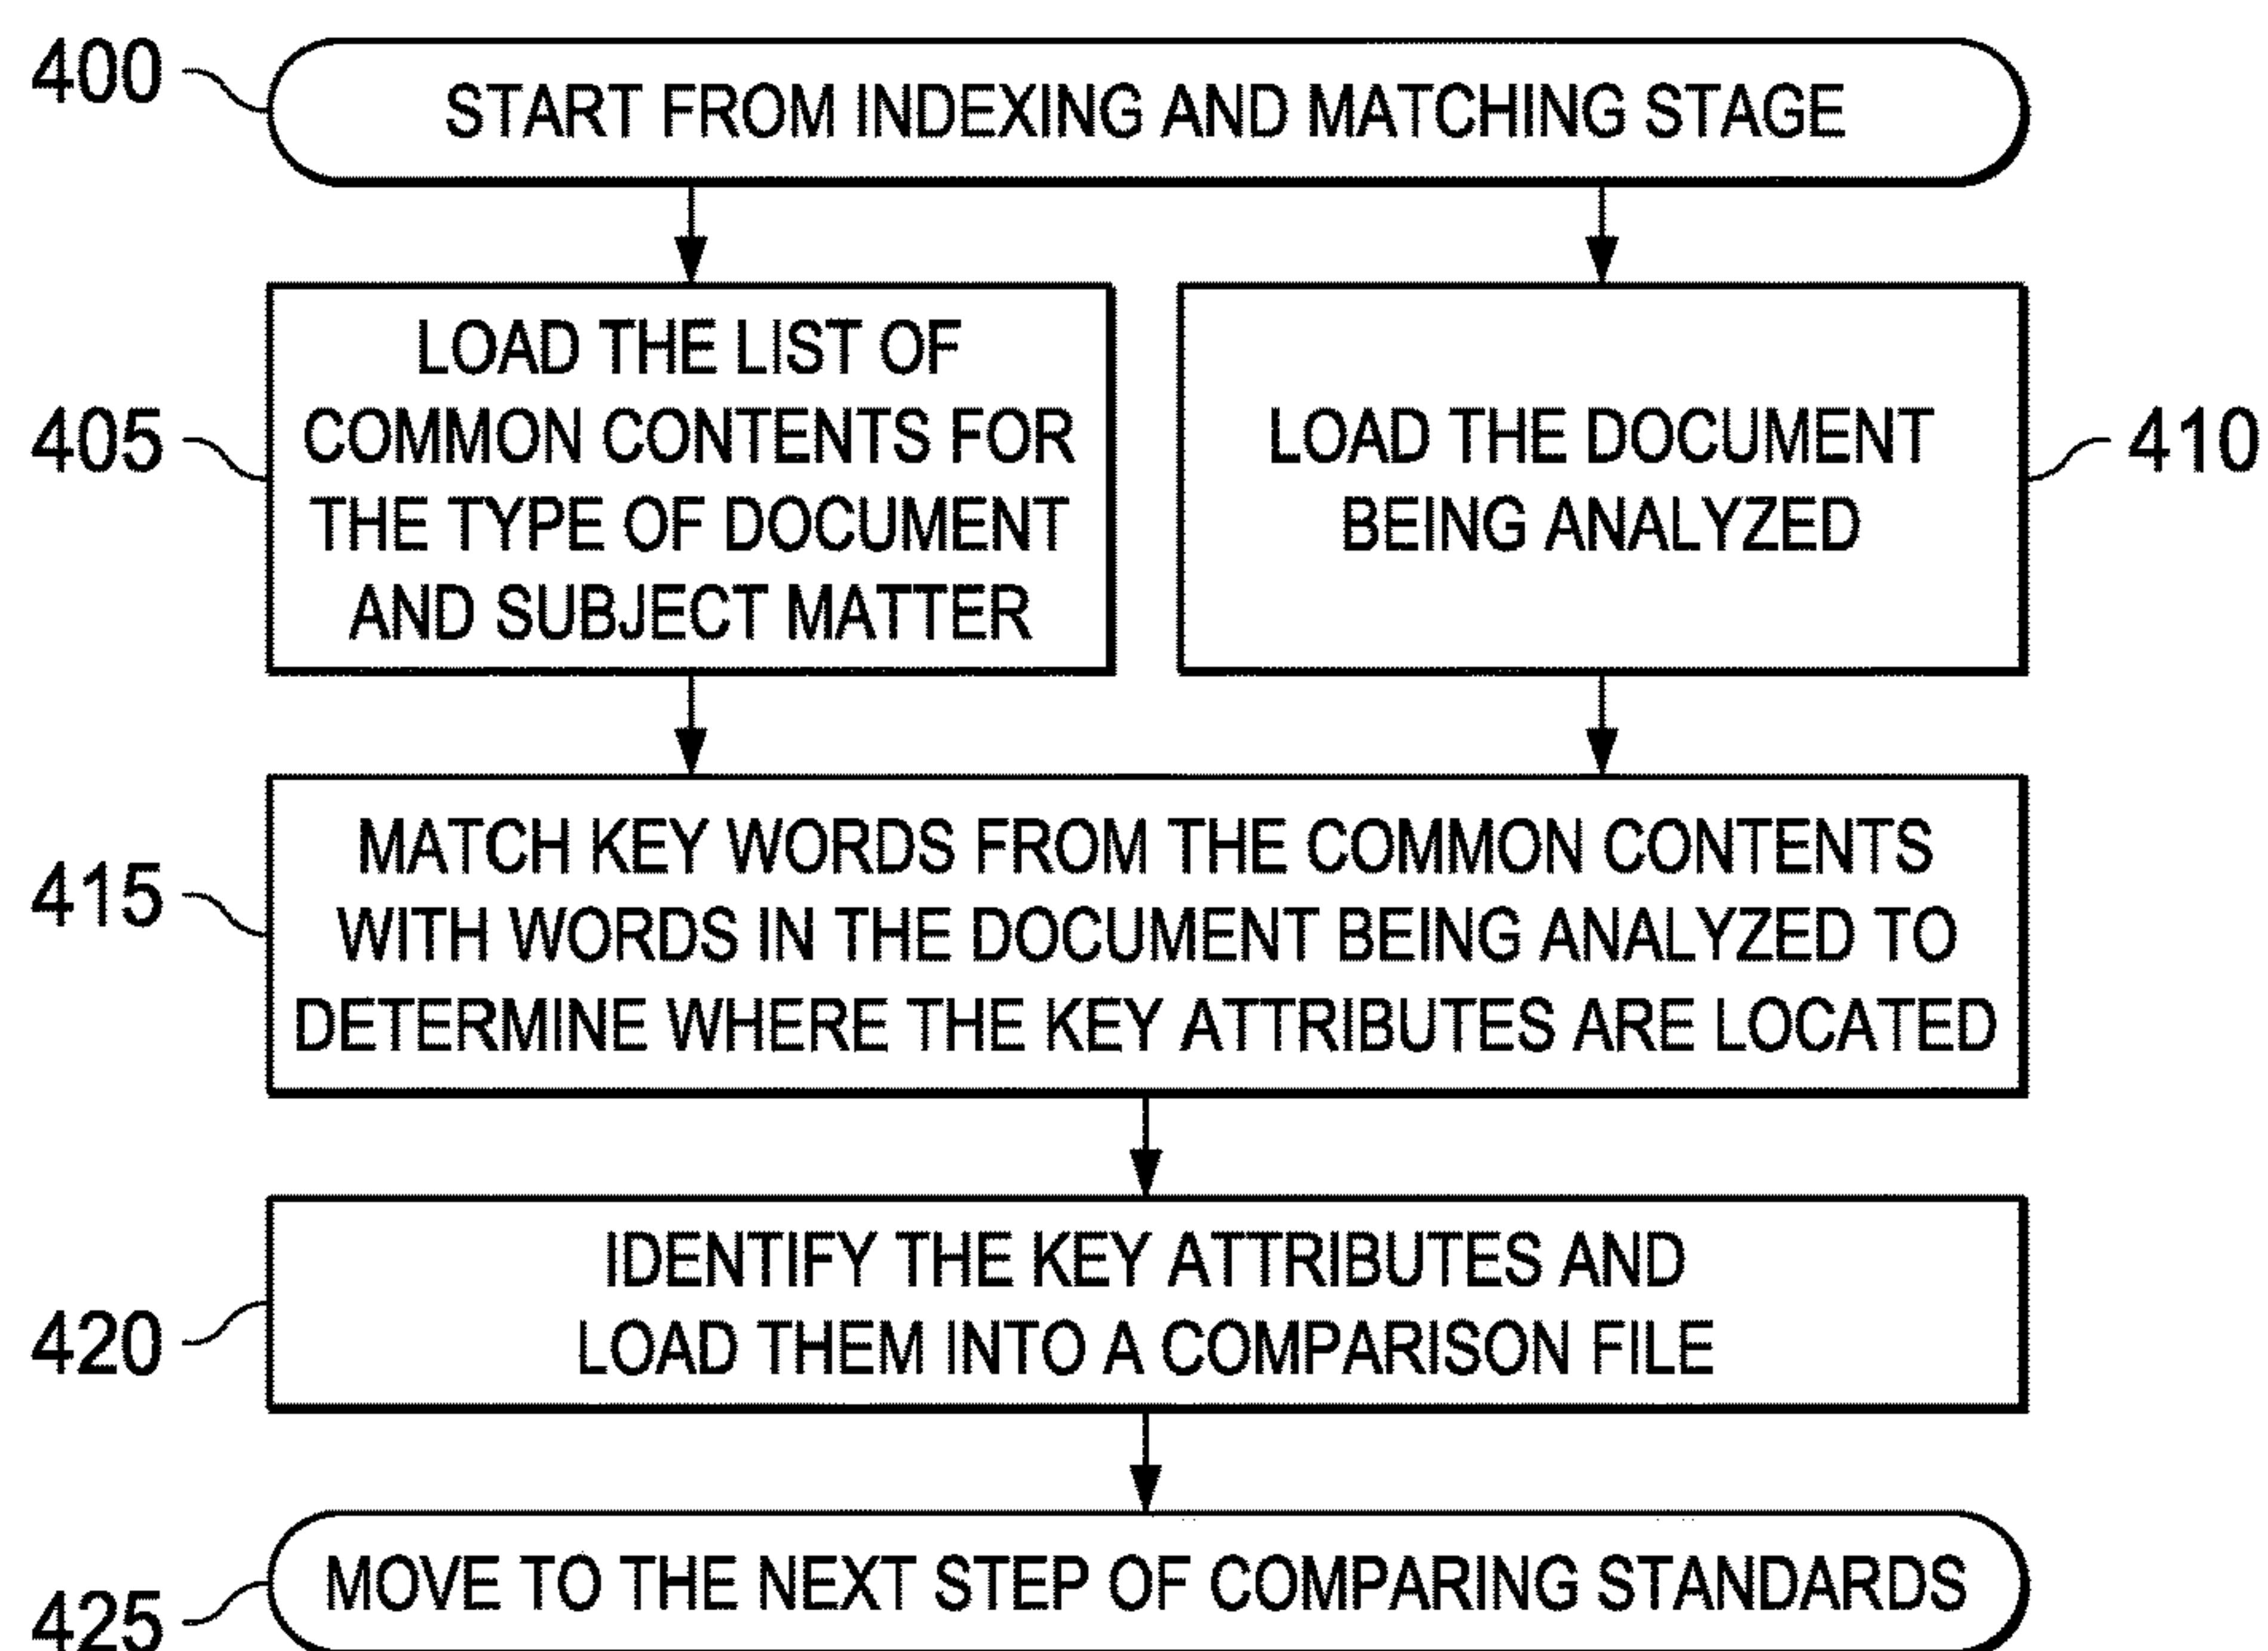 400
START FROM INDEXING AND MATCHING STAGE
405
LOAD THE LIST OF
COMMON CONTENTS FOR
THE TYPE OF DOCUMENT
AND SUBJECT MATTER
LOAD THE DOCUMENT
BEING ANALYZED
410
415
MATCH KEY WORDS FROM THE COMMON CONTENTS
WITH WORDS IN THE DOCUMENT BEING ANALYZED TO
DETERMINE WHERE THE KEY ATTRIBUTES ARE LOCATED
420
IDENTIFY THE KEY ATTRIBUTES AND
LOAD THEM INTO A COMPARISON FILE
425
MOVE TO THE NEXT STEP OF COMPARING STANDARDS